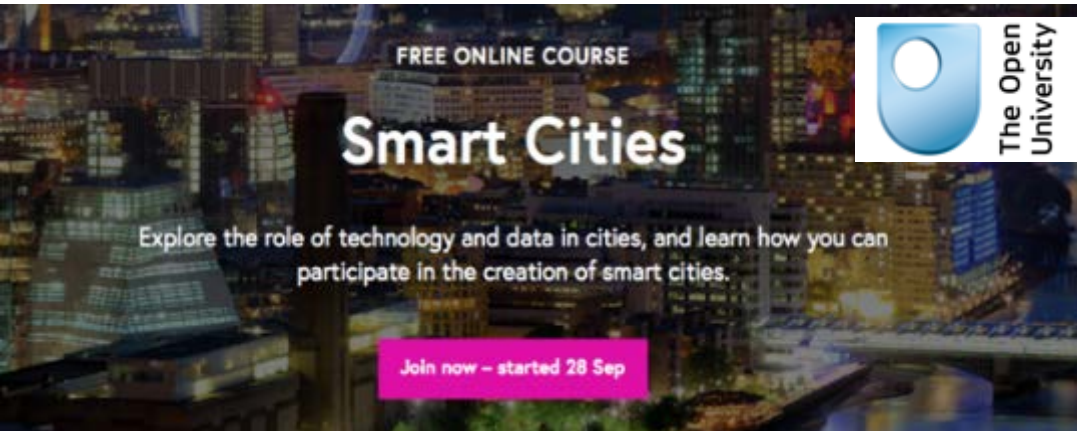 FREE ONLINE COURSE
Smart Cities
Explore the role of technology and data in cities, and learn how you can
participate in the creation of smart cities.
Join now – started 28 Sep
The Open
University